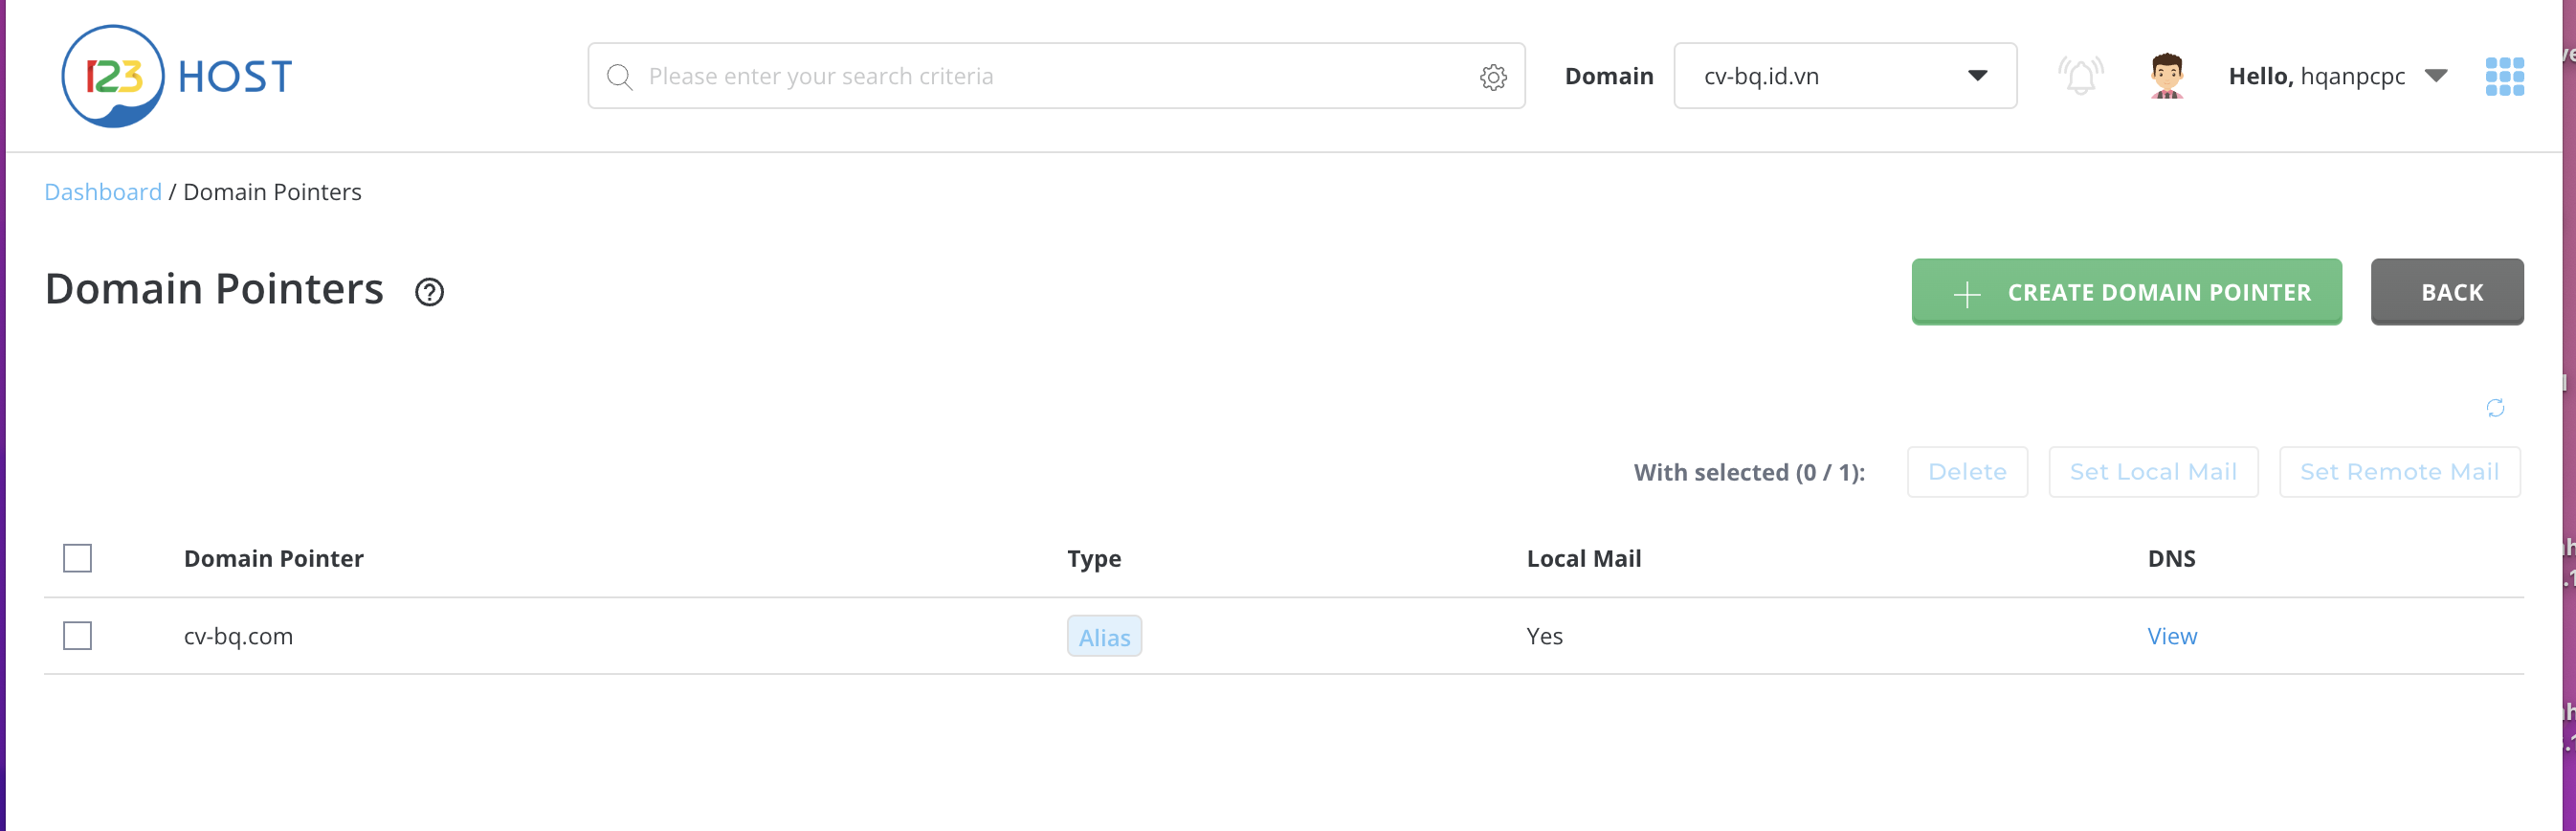 123 HOST
Please enter your search criteria
Domain
cv-bq.id.vn
Hello, hqanpcpc
Dashboard / Domain Pointers
Domain Pointers
CREATE DOMAIN POINTER
BACK
With selected (0 / 1):
Delete
Set Local Mail
Set Remote Mail
Domain Pointer Type Local Mail DNS
cv-bq.com Alias Yes View